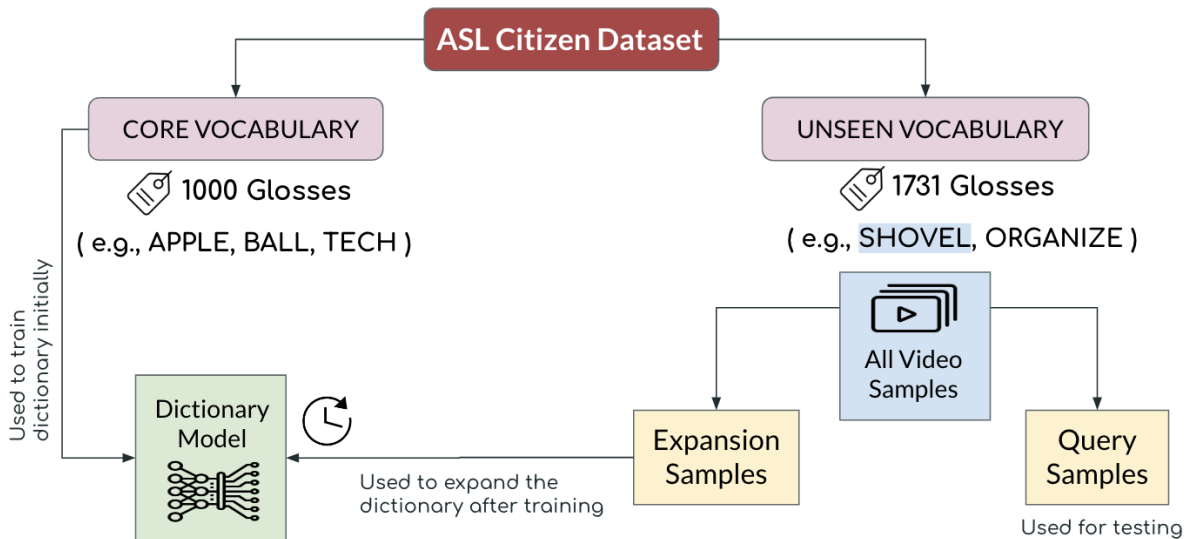 ASL Citizen Dataset
CORE VOCABULARY
1000 Glosses
( e.g., APPLE, BALL, TECH )
UNSEEN VOCABULARY
1731 Glosses
( e.g., SHOVEL, ORGANIZE )
Used to train
dictionary initially
All Video
Samples
Dictionary
Model
Used to expand the
dictionary after training
Expansion
Samples
Query
Samples
Used for testing